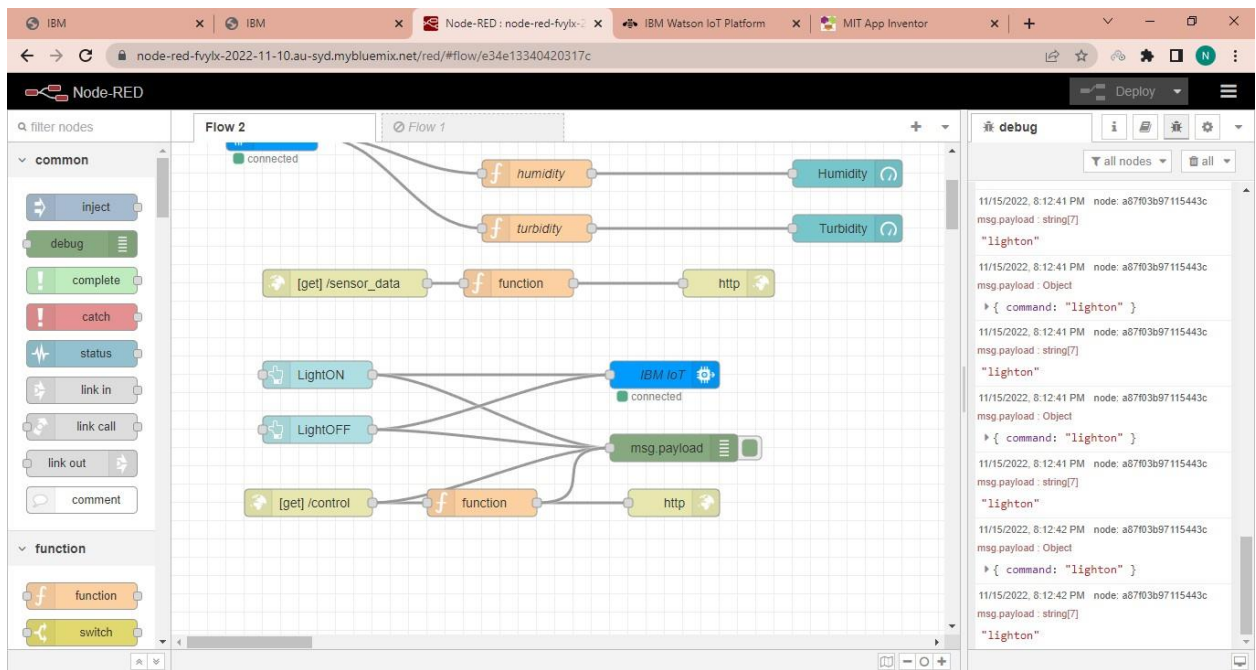 IBM
IBM
Node-RED : node-red-fvylx-2
IBM Watson IoT Platform
MIT App Inventor
node-red-fvylx-2022-11-10.au-syd.mybluemix.net/red/#flow/e34e13340420317c
N
Node-RED
Deploy
filter nodes
Flow 2
Flow 1
debug
i
all nodes
all
common
inject
debug
complete
catch
status
link in
link call
link out
comment
function
function
switch
connected
humidity
Humidity
turbidity
Turbidity
[get] /sensor_data
function
http
LightON
IBM IoT
connected
LightOFF
msg.payload
[get] /control
function
http
11/15/2022, 8:12:41 PM node: a87f03b97115443c
msg.payload : string[7]
"lighton"
11/15/2022, 8:12:41 PM node: a87f03b97115443c
msg.payload : Object
{ command: "lighton" }
11/15/2022, 8:12:41 PM node: a87f03b97115443c
msg.payload : string[7]
"lighton"
11/15/2022, 8:12:41 PM node: a87f03b97115443c
msg.payload : Object
{ command: "lighton" }
11/15/2022, 8:12:41 PM node: a87f03b97115443c
msg.payload : string[7]
"lighton"
11/15/2022, 8:12:42 PM node: a87f03b97115443c
msg.payload : Object
{ command: "lighton" }
11/15/2022, 8:12:42 PM node: a87f03b97115443c
msg.payload : string[7]
"lighton"